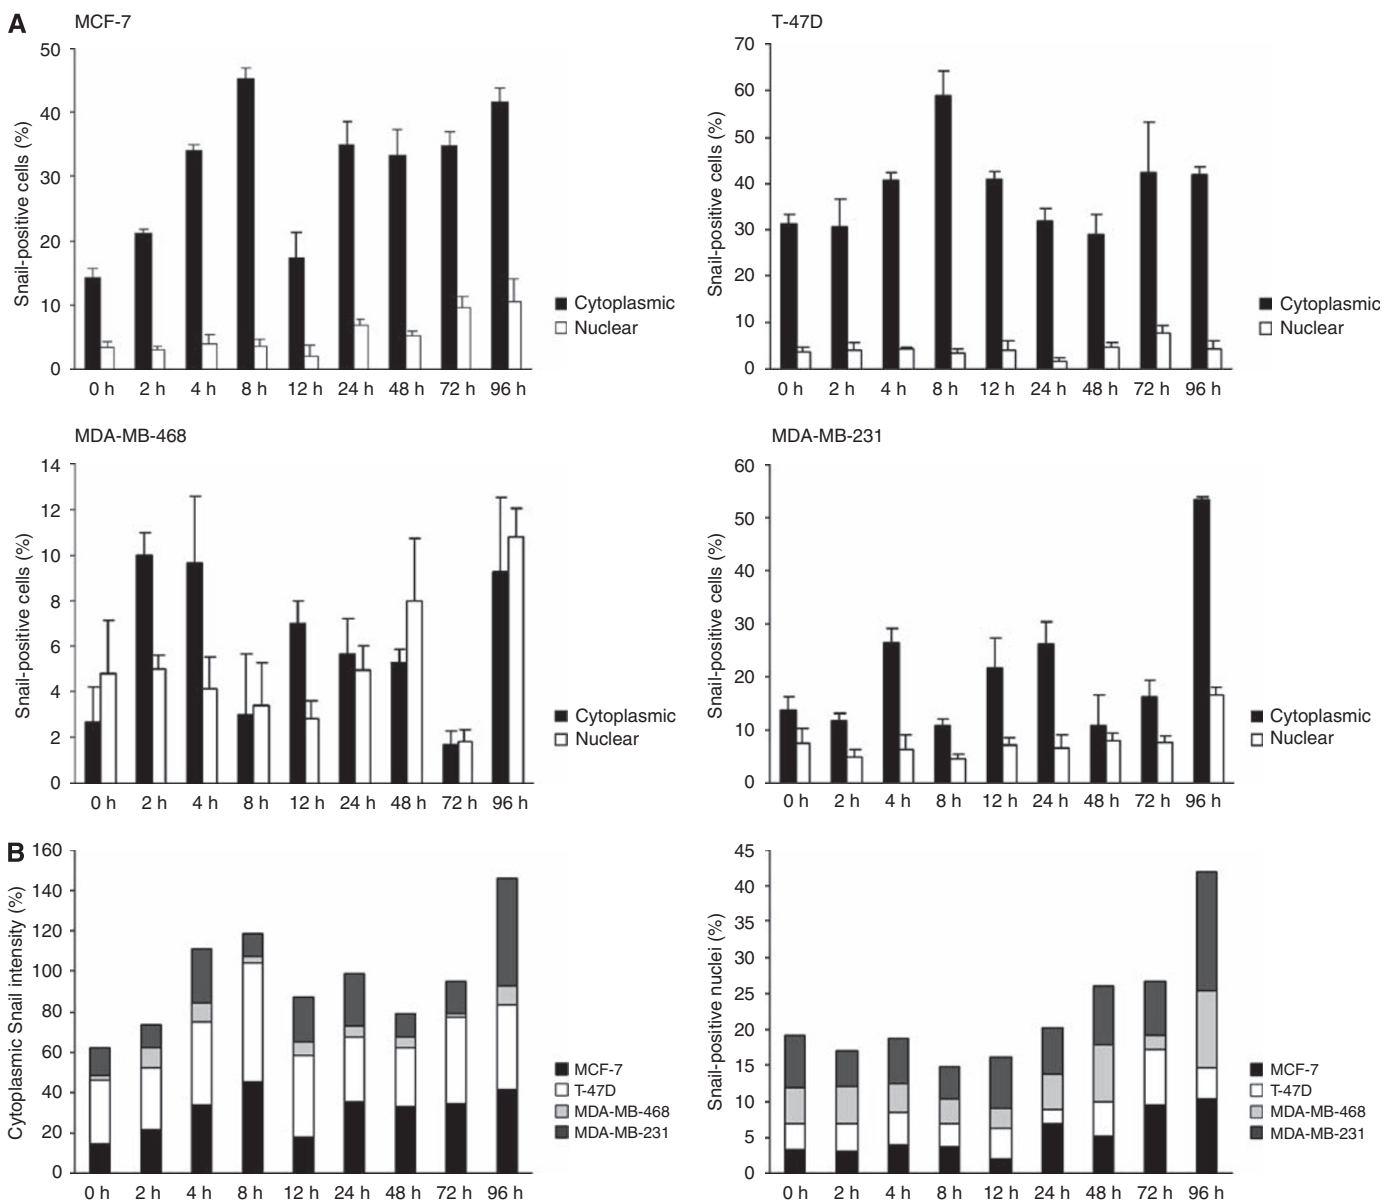 A
MCF-7
Snail-positive cells (%)
50
40
30
20
10
0
0 h 2 h 4 h 8 h 12 h 24 h 48 h 72 h 96 h
Cytoplasmic
Nuclear
T-47D
Snail-positive cells (%)
70
60
50
40
30
20
10
0
0 h 2 h 4 h 8 h 12 h 24 h 48 h 72 h 96 h
Cytoplasmic
Nuclear
MDA-MB-468
Snail-positive cells (%)
14
12
10
8
6
4
2
0
0 h 2 h 4 h 8 h 12 h 24 h 48 h 72 h 96 h
Cytoplasmic
Nuclear
MDA-MB-231
Snail-positive cells (%)
60
50
40
30
20
10
0
0 h 2 h 4 h 8 h 12 h 24 h 48 h 72 h 96 h
Cytoplasmic
Nuclear
B
Cytoplasmic Snail intensity (%)
160
140
120
100
80
60
40
20
0
0 h 2 h 4 h 8 h 12 h 24 h 48 h 72 h 96 h
MCF-7
T-47D
MDA-MB-468
MDA-MB-231
Snail-positive nuclei (%)
45
40
35
30
25
20
15
10
5
0
0 h 2 h 4 h 8 h 12 h 24 h 48 h 72 h 96 h
MCF-7
T-47D
MDA-MB-468
MDA-MB-231